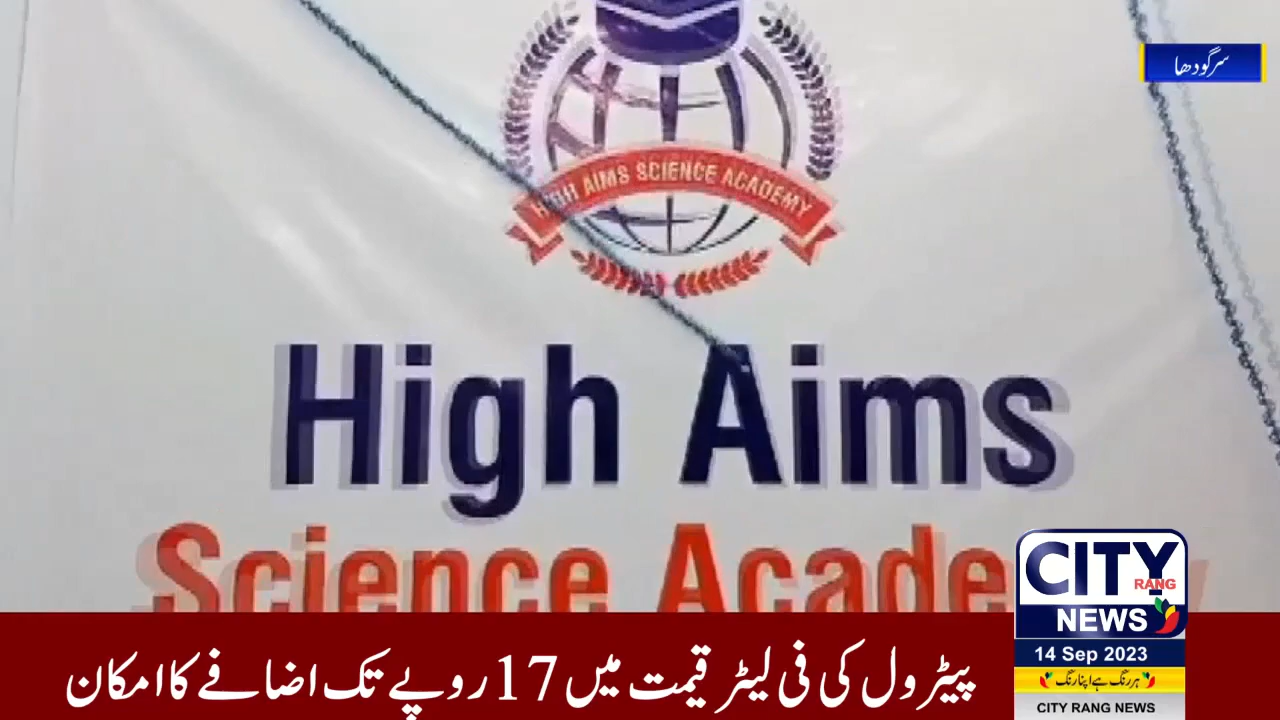 سرگودھا
HIGH AIMS SCIENCE ACADEMY
High Aims
Science Acade
CITY
RANG
NEWS
14 Sep 2023
ہر رنگ ہے اپنا رنگ
CITY RANG NEWS
پیٹرول کی فی لیٹر قیمت میں 17 روپے تک اضافے کا امکان